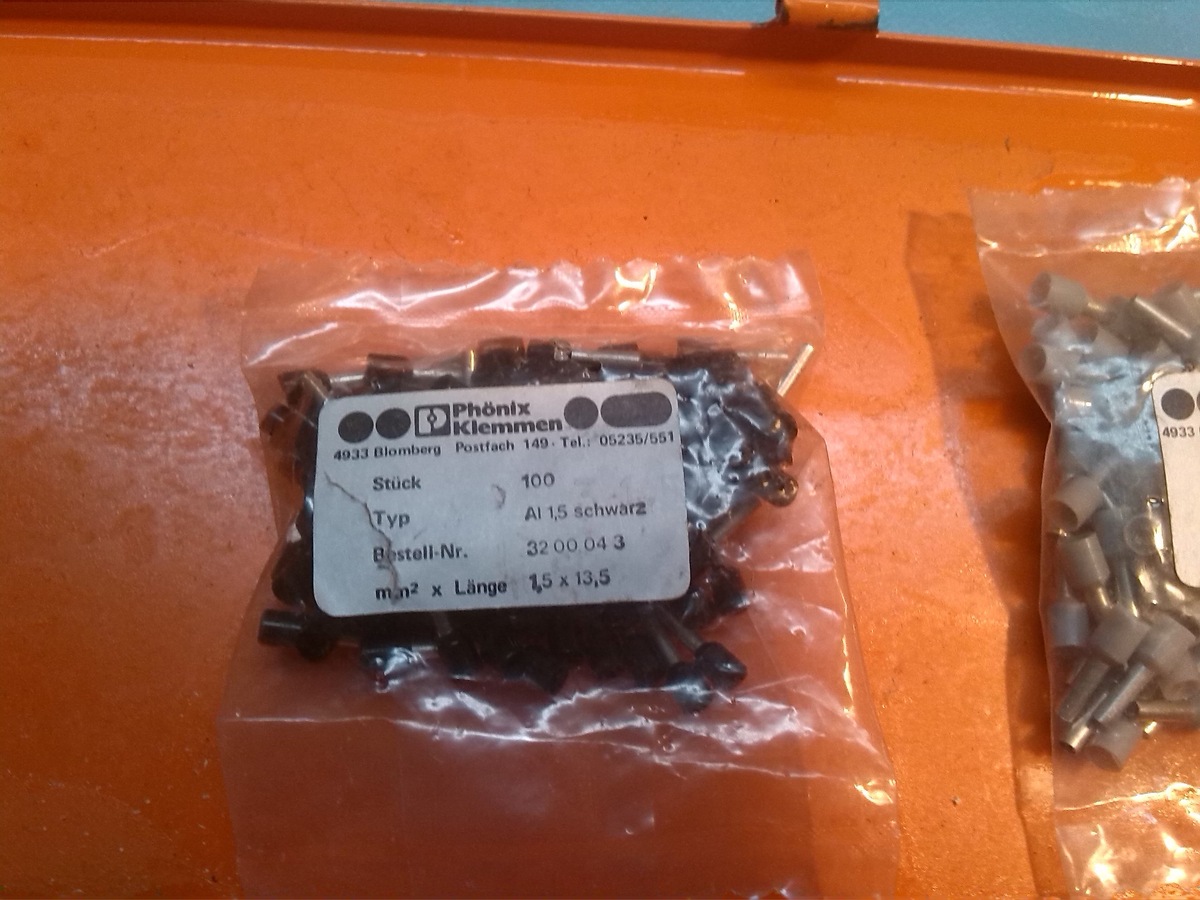 Phönix
Klemmen
4933 Blomberg Postfach 149 · Tel.: 05235/551
Stück 100
Typ AI 1,5 schwarz
Bestell-Nr. 32 00 04 3
mm² x Länge 1,5 x 13,5
4933